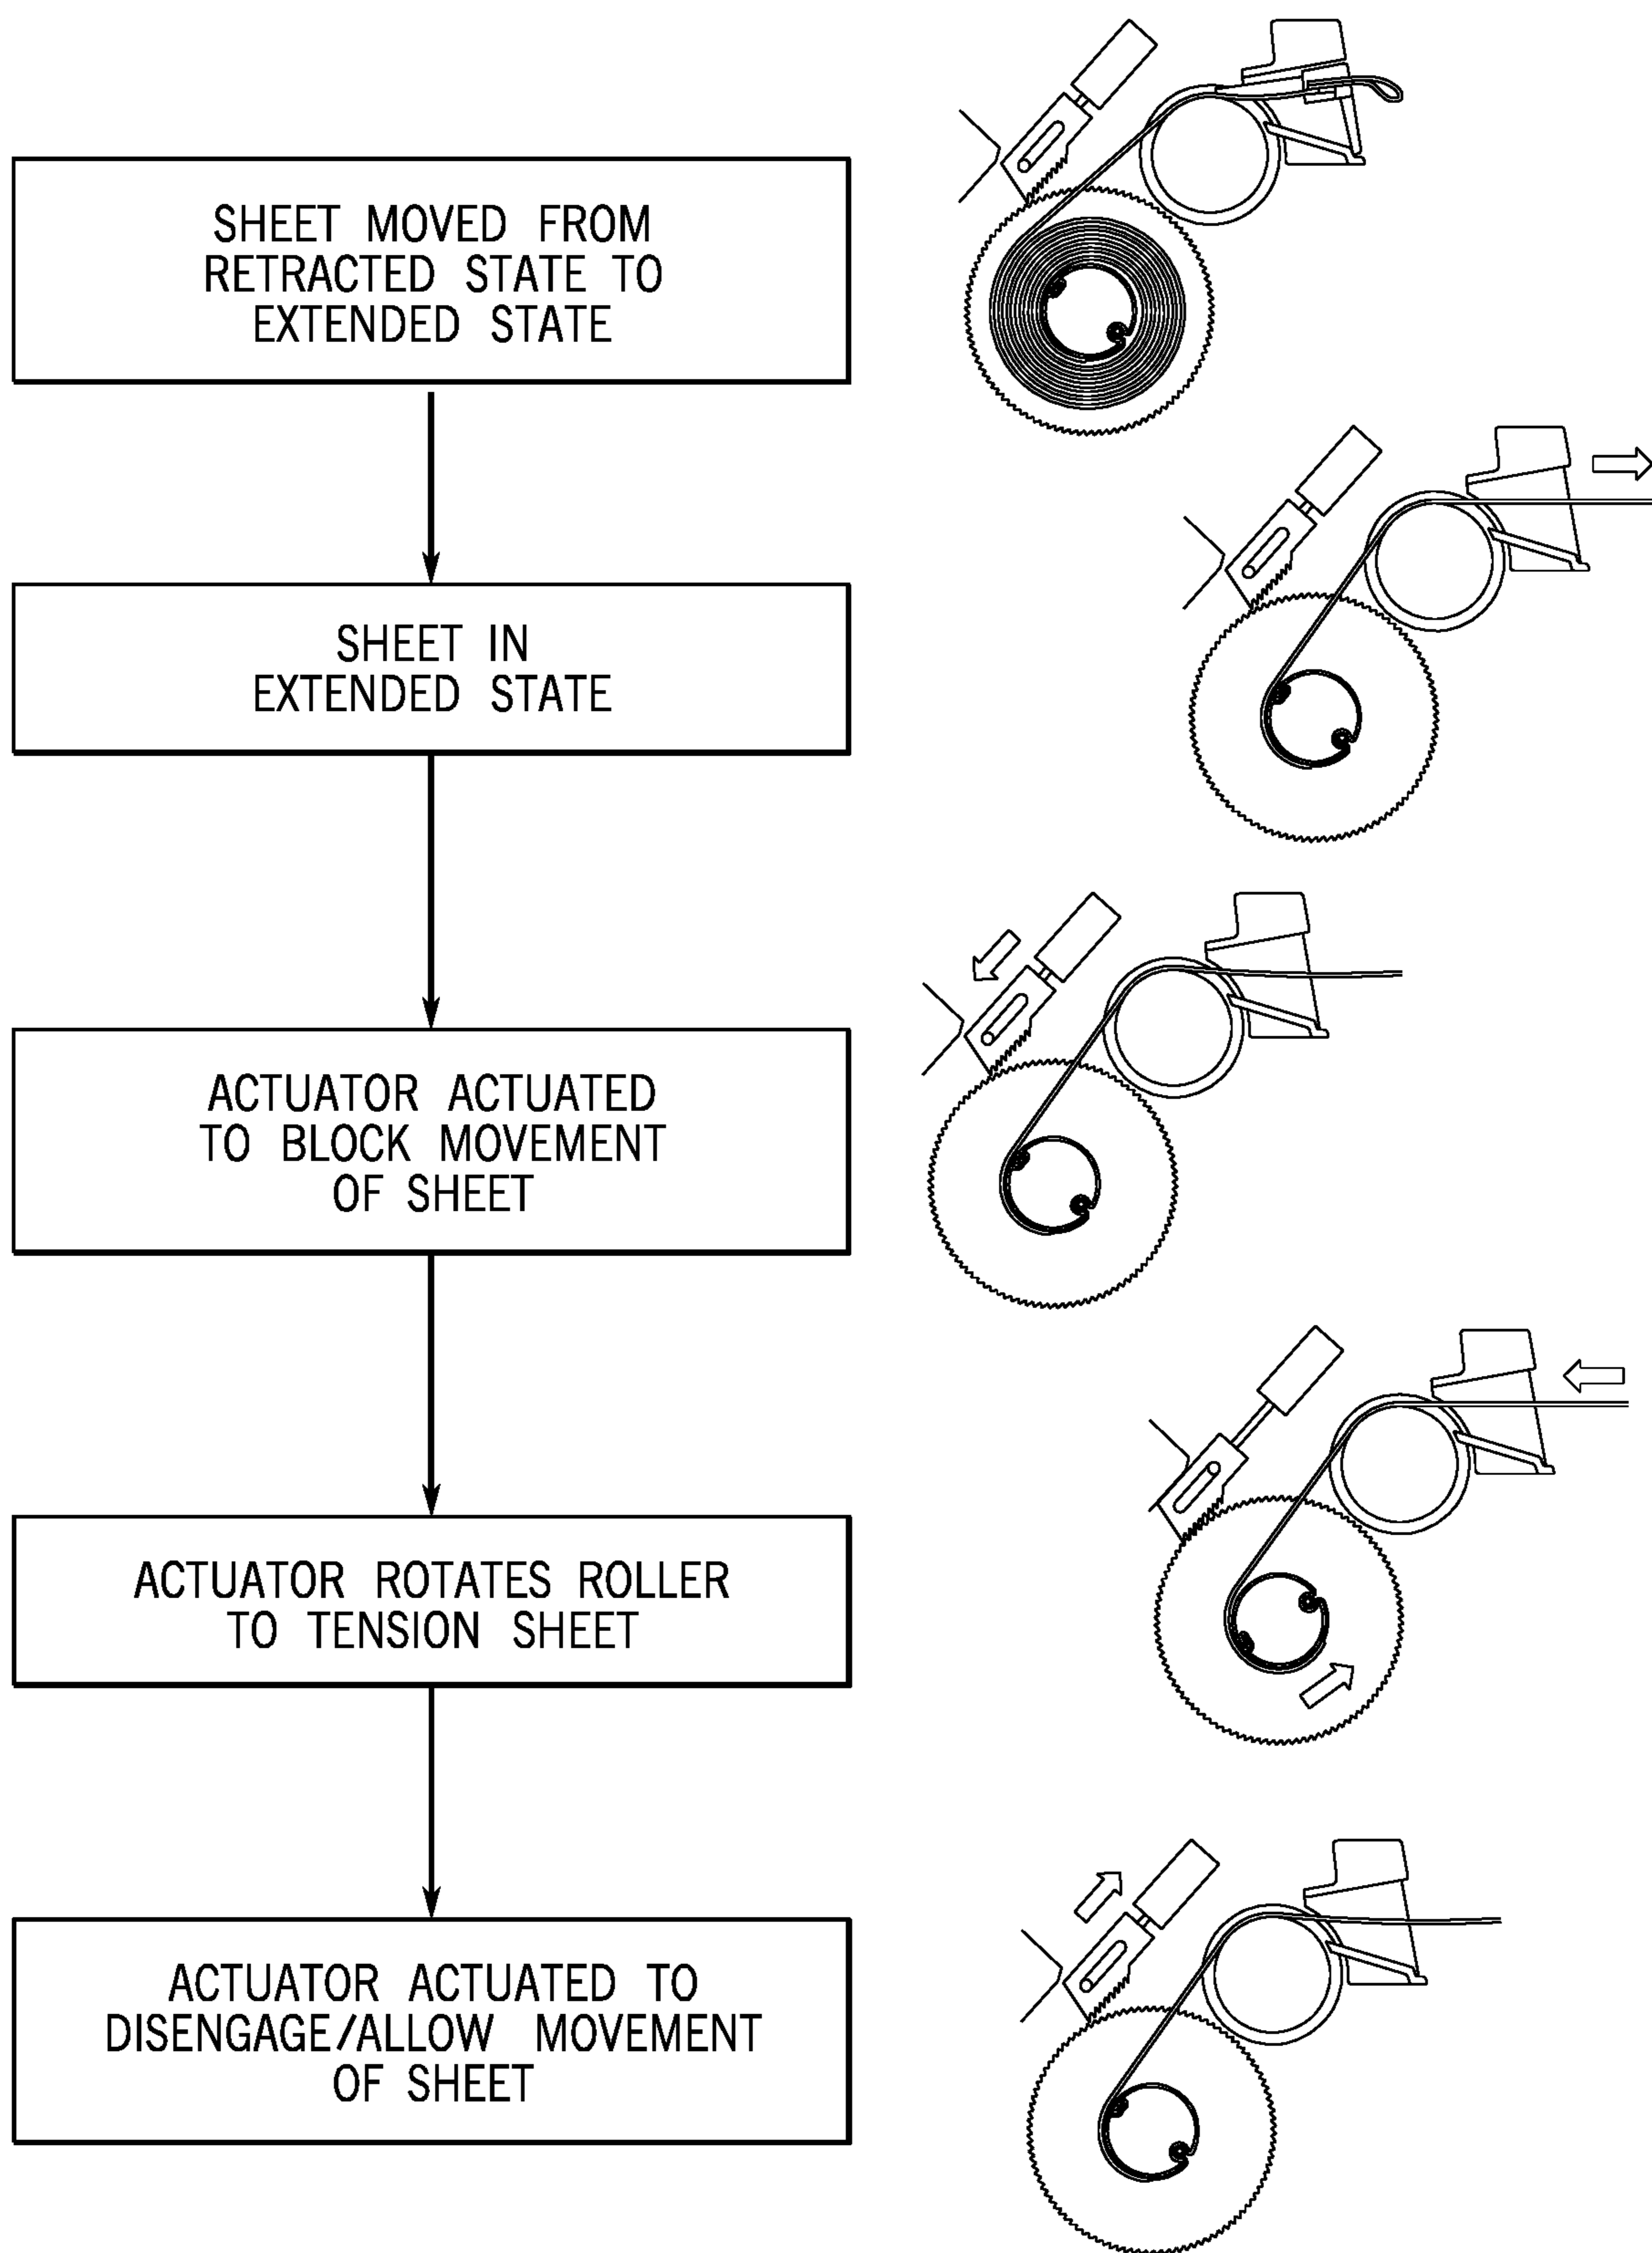 SHEET MOVED FROM
RETRACTED STATE TO
EXTENDED STATE
SHEET IN
EXTENDED STATE
ACTUATOR ACTUATED
TO BLOCK MOVEMENT
OF SHEET
ACTUATOR ROTATES ROLLER
TO TENSION SHEET
ACTUATOR ACTUATED TO
DISENGAGE/ALLOW MOVEMENT
OF SHEET